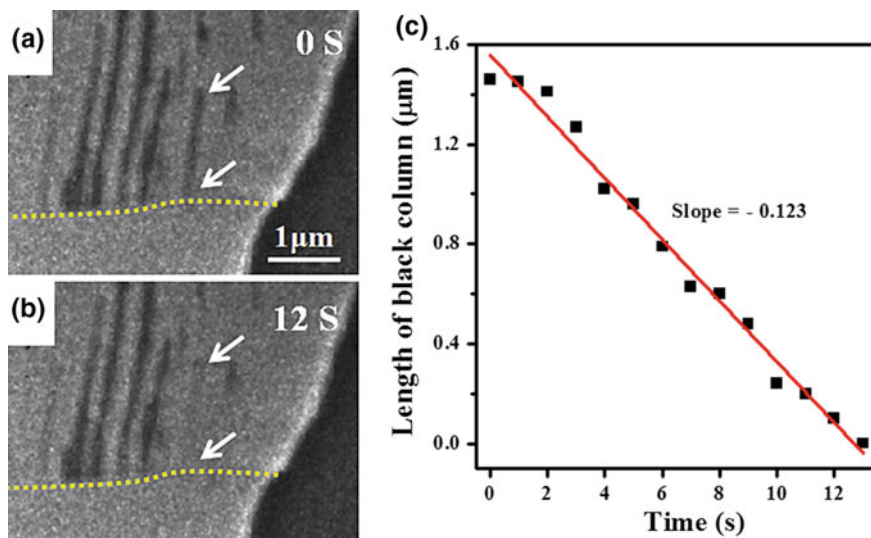 (a)
0 S
1μm
(b)
12 S
(c)
1.6
1.2
0.8
0.4
0.0
Length of black column (μm)
Slope = - 0.123
0 2 4 6 8 10 12
Time (s)